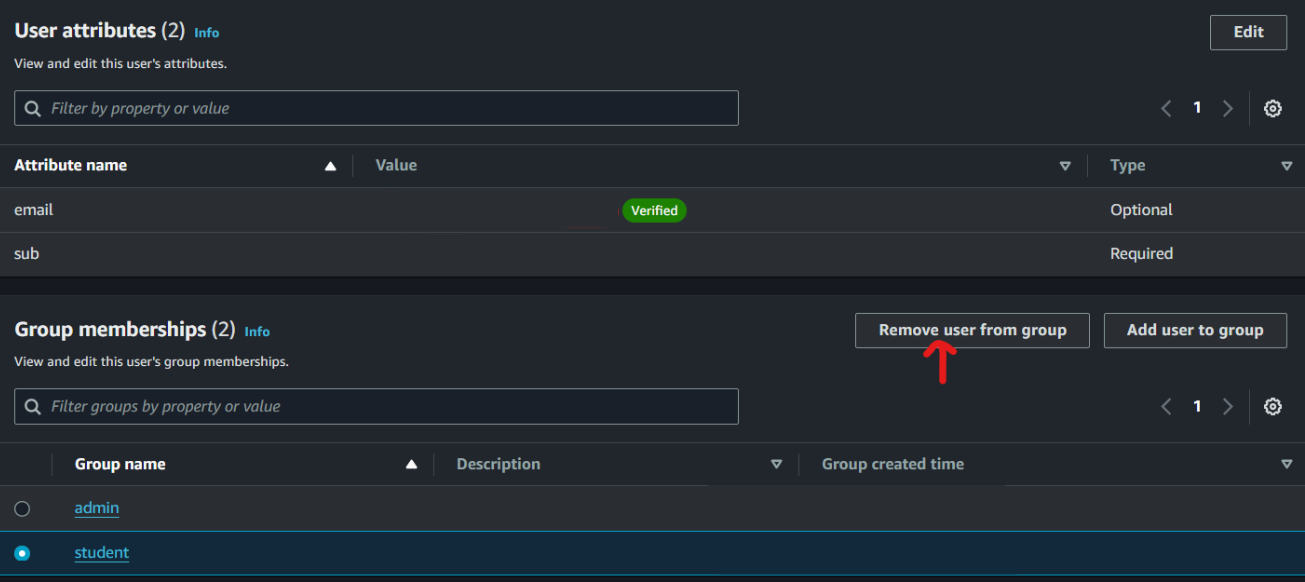 User attributes (2) Info
Edit
View and edit this user's attributes.
Filter by property or value
1
Attribute name Value Type
email Verified Optional
sub Required
Group memberships (2) Info
Remove user from group Add user to group
View and edit this user's group memberships.
Filter groups by property or value
1
Group name Description Group created time
admin
student